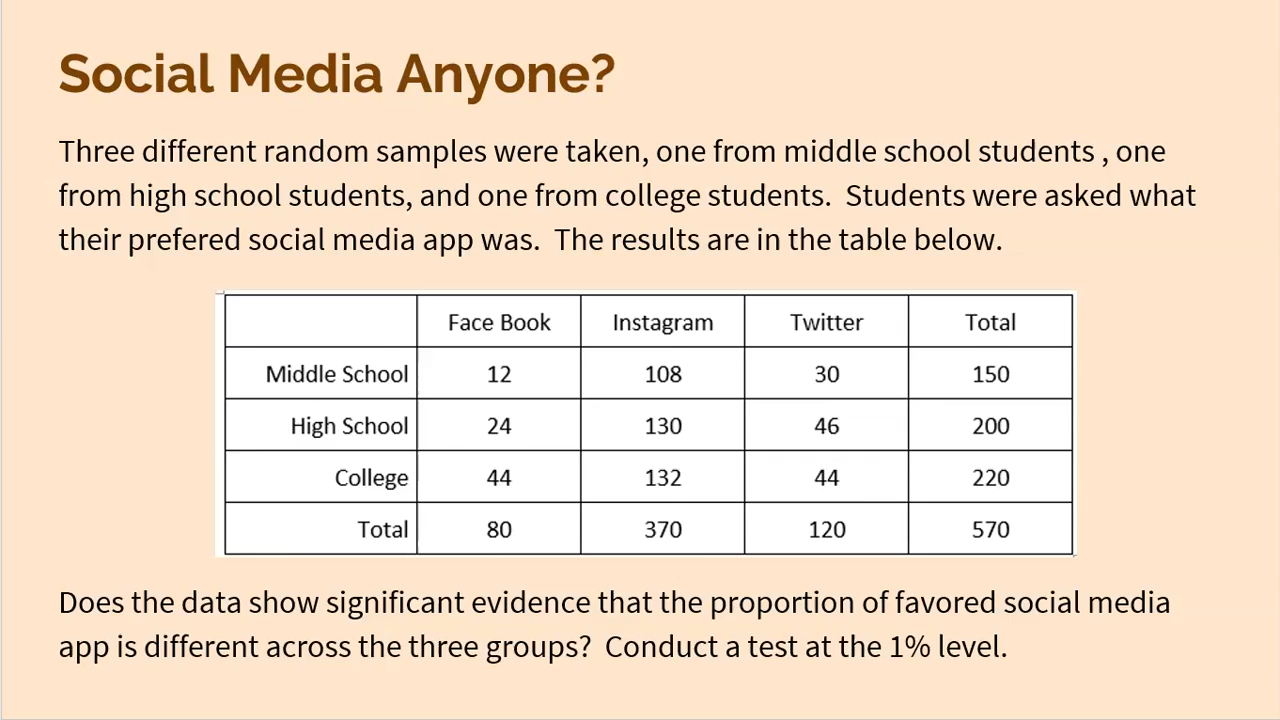 Social Media Anyone?
Three different random samples were taken, one from middle school students , one
from high school students, and one from college students.  Students were asked what
their prefered social media app was.  The results are in the table below.
Face Book Instagram Twitter Total
Middle School 12 108 30 150
High School 24 130 46 200
College 44 132 44 220
Total 80 370 120 570
Does the data show significant evidence that the proportion of favored social media
app is different across the three groups?  Conduct a test at the 1% level.